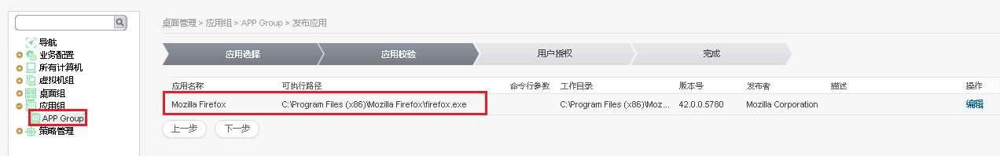 导航
业务配置
所有计算机
虚拟机组
桌面组
应用组
APP Group
策略管理
桌面管理 > 应用组 > APP Group > 发布应用
应用选择 应用校验 用户授权 完成
应用名称 可执行路径 命令行参数 工作目录 版本号 发布者 描述 操作
Mozilla Firefox C:\Program Files (x86)\Mozilla Firefox\firefox.exe C:\Program Files (x86)\Moz... 42.0.0.5780 Mozilla Corporation 编辑
上一步 下一步